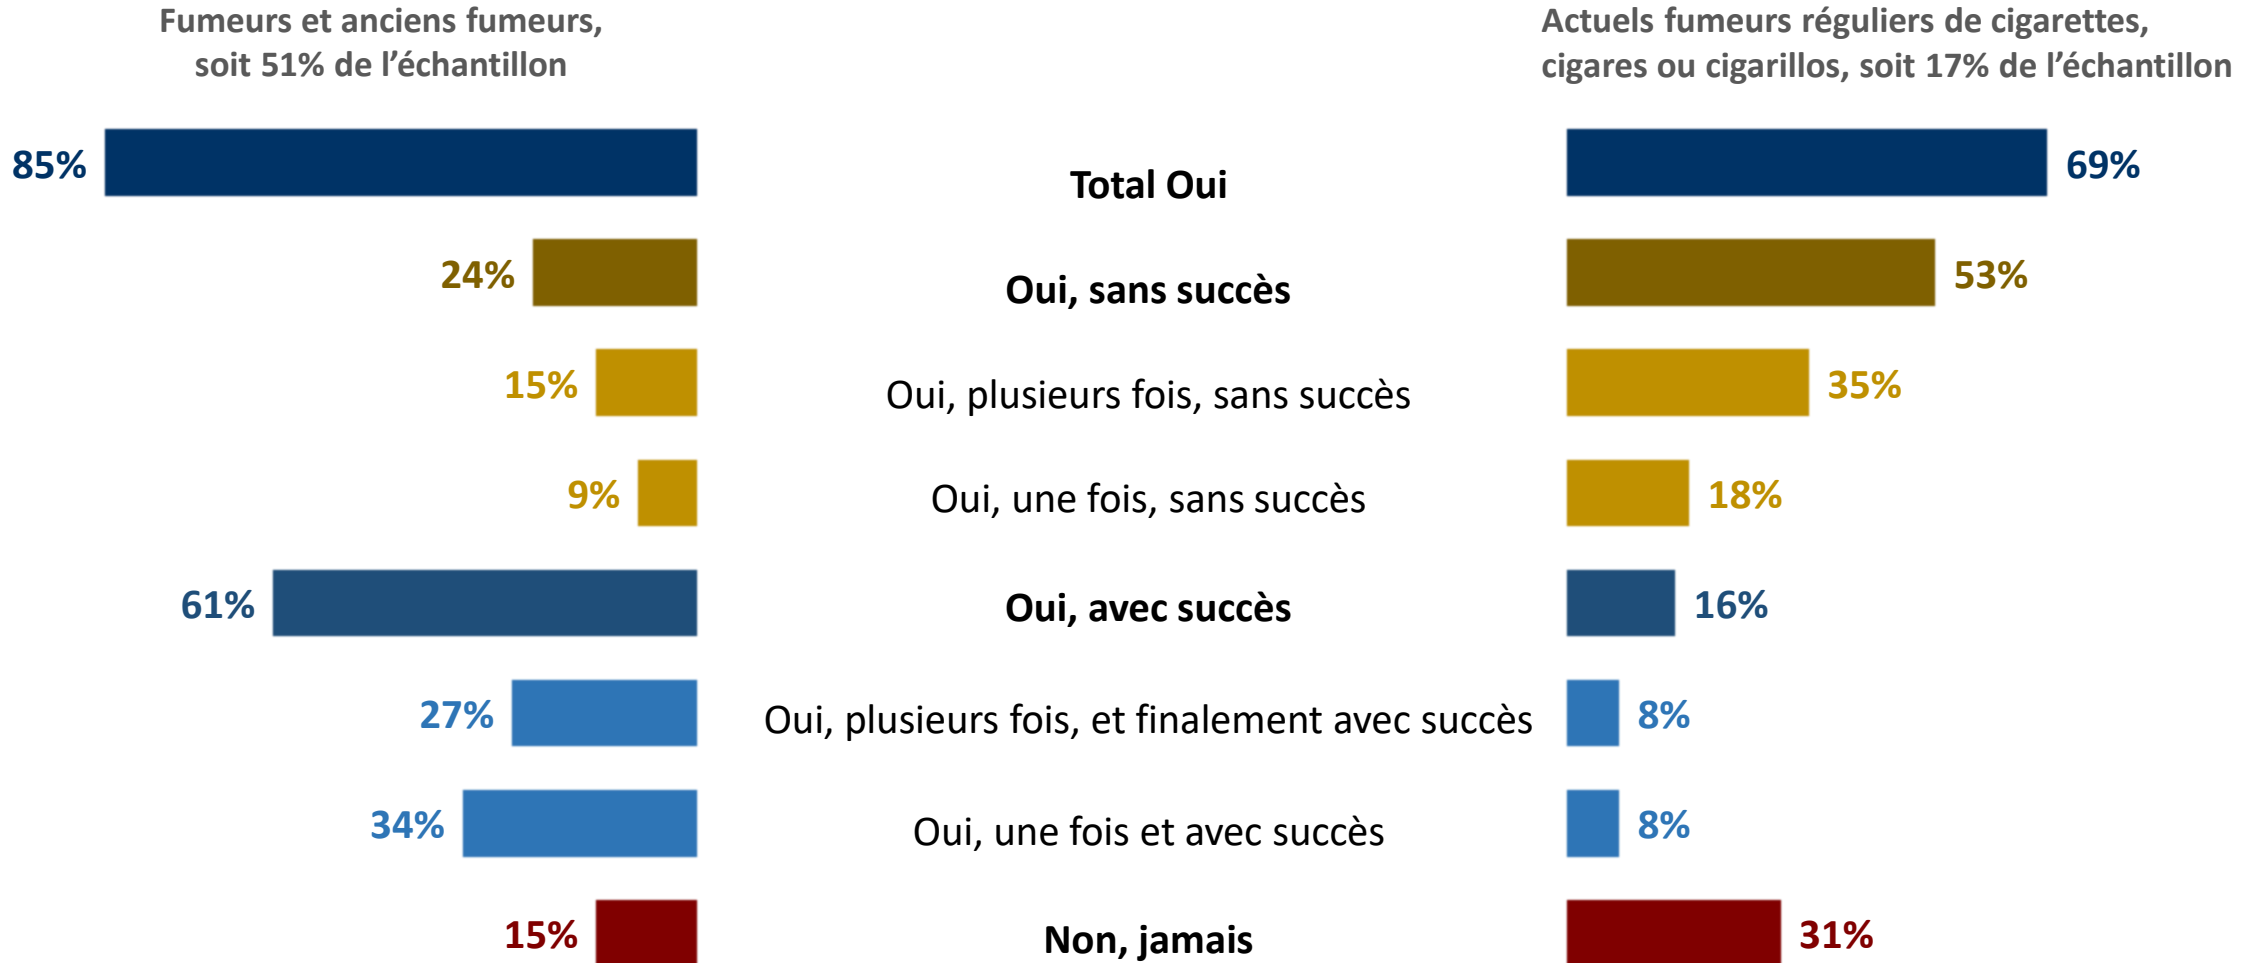 Fumeurs et anciens fumeurs,
soit 51% de l’échantillon
Actuels fumeurs réguliers de cigarettes,
cigares ou cigarillos, soit 17% de l’échantillon
85%
Total Oui
69%
24%
Oui, sans succès
53%
15%
Oui, plusieurs fois, sans succès
35%
9%
Oui, une fois, sans succès
18%
61%
Oui, avec succès
16%
27%
Oui, plusieurs fois, et finalement avec succès
8%
34%
Oui, une fois et avec succès
8%
15%
Non, jamais
31%